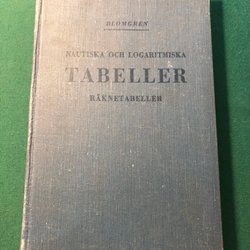 BLOMGREN
NAUTISKA OCH LOGARITMISKA
TABELLER
RÄKNETABELLER